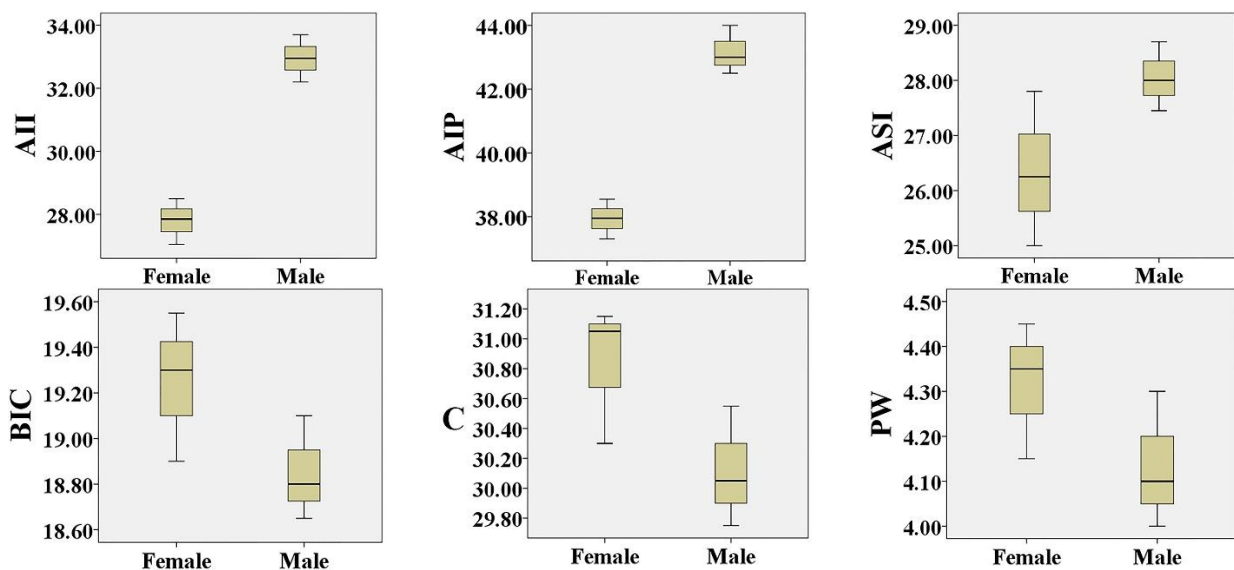 34.00
32.00
30.00
28.00
AII
Female Male
44.00
42.00
40.00
38.00
AIP
Female Male
29.00
28.00
27.00
26.00
25.00
ASI
Female Male
19.60
19.40
19.20
19.00
18.80
18.60
BIC
Female Male
31.20
31.00
30.80
30.60
30.40
30.20
30.00
29.80
C
Female Male
4.50
4.40
4.30
4.20
4.10
4.00
PW
Female Male